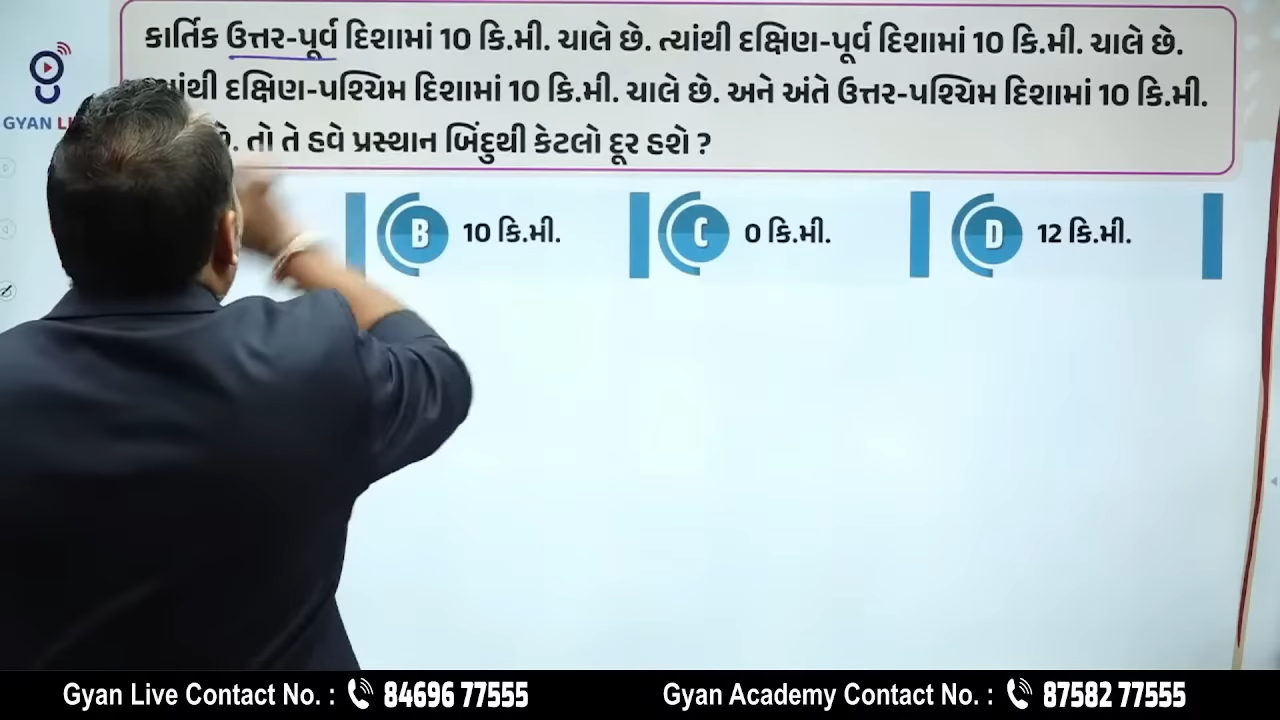 કાર્તિક ઉત્તર-પૂર્વ દિશામાં 10 કિ.મી. ચાલે છે. ત્યાંથી દક્ષિણ-પૂર્વ દિશામાં 10 કિ.મી. ચાલે છે.
દક્ષિણ-પશ્ચિમ દિશામાં 10 કિ.મી. ચાલે છે. અને અંતે ઉત્તર-પશ્ચિમ દિશામાં 10 કિ.મી.
તો તે હવે પ્રસ્થાન બિંદુથી કેટલો દૂર હશે ?
GYAN
B 10 કિ.મી. C 0 કિ.મી. D 12 કિ.મી.
Gyan Live Contact No. : 84696 77555 Gyan Academy Contact No. : 87582 77555